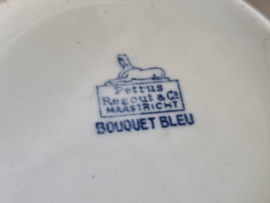 Petrus
Regout & Co.
MAASTRICHT
BOUQUET BLEU